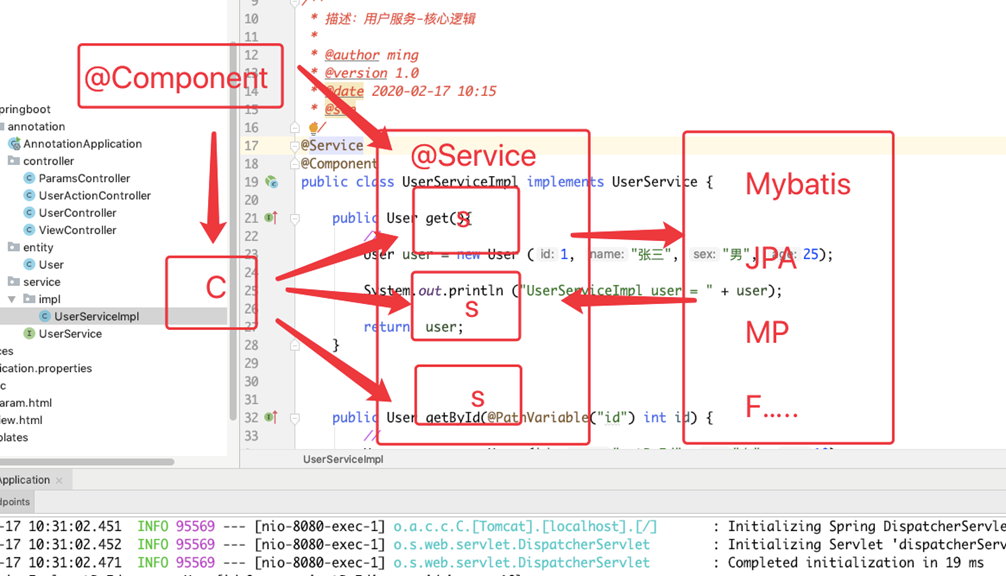 9 /**
10 * 描述：用户服务-核心逻辑
11 *
12 * @author ming
13 * @version 1.0
14 * @date 2020-02-17 10:15
15
16 */
17 @Service
18 @Component
19 public class UserServiceImpl implements UserService {
20
21 public User get(){
22
23 User user = new User ( id: 1, name: "张三", sex: "男", age: 25);
24
25 System.out.println ("UserServiceImpl user = " + user);
26
27 return user;
28 }
29
30
31
32 public User getById(@PathVariable("id") int id) {
33 //
@Component
C
@Service
s
s
s
Mybatis
JPA
MP
F.....
pringboot
annotation
AnnotationApplication
controller
ParamsController
UserActionController
UserController
ViewController
entity
User
service
impl
UserServiceImpl
UserService
ces
ication.properties
c
aram.html
iew.html
plates
UserServiceImpl
Application
dpoints
-17 10:31:02.451 INFO 95569 --- [nio-8080-exec-1] o.a.c.c.C.[Tomcat].[localhost].[/] : Initializing Spring DispatcherServle
-17 10:31:02.452 INFO 95569 --- [nio-8080-exec-1] o.s.web.servlet.DispatcherServlet : Initializing Servlet 'dispatcherServ
-17 10:31:02.471 INFO 95569 --- [nio-8080-exec-1] o.s.web.servlet.DispatcherServlet : Completed initialization in 19 ms